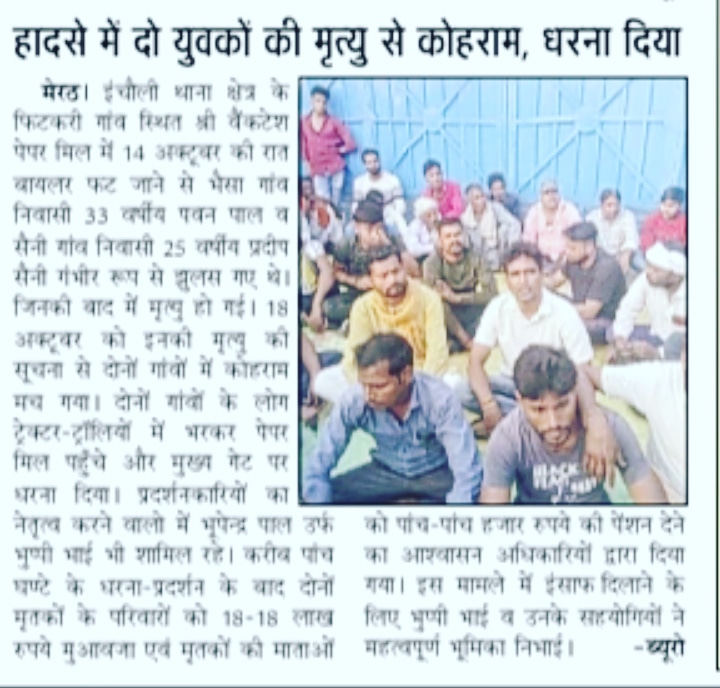 हादसे में दो युवकों की मृत्यु से कोहराम, धरना दिया
मेरठ। इंचौली थाना क्षेत्र के
फिटकरी गांव स्थित श्री वैंकटेश
पेपर मिल में 14 अक्टूबर की रात
बायलर फट जाने से भैसा गांव
निवासी 33 वर्षीय पवन पाल व
सैनी गांव निवासी 25 वर्षीय प्रदीप
सैनी गंभीर रूप से झुलस गए थे।
जिनकी बाद में मृत्यु हो गई। 18
अक्टूबर को इनकी मृत्यु की
सूचना से दोनों गांवों में कोहराम
मच गया। दोनों गांवों के लोग
ट्रेक्टर-ट्रॉलियों में भरकर पेपर
मिल पहुँचे और मुख्य गेट पर
धरना दिया। प्रदर्शनकारियों का
नेतृत्व करने वालो में भूपेन्द्र पाल उर्फ
भुप्पी भाई भी शामिल रहे। करीब पांच
घण्टे के धरना-प्रदर्शन के बाद दोनों
मृतकों के परिवारों को 18-18 लाख
रुपये मुआवजा एवं मृतकों की माताओं
को पांच-पांच हजार रुपये की पेंशन देने
का आश्वासन अधिकारियों द्वारा दिया
गया। इस मामले में इंसाफ दिलाने के
लिए भुप्पी भाई व उनके सहयोगियों ने
महत्वपूर्ण भूमिका निभाई। -ब्यूरो
BLACK